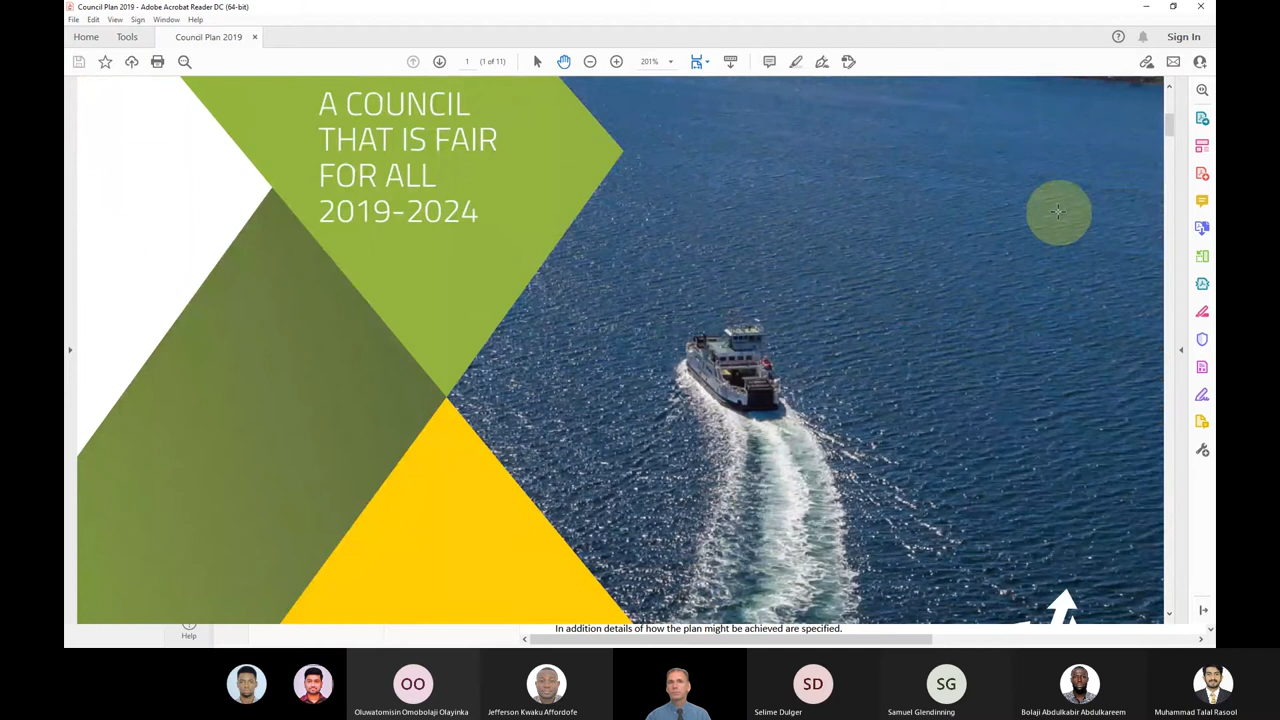 Council Plan 2019 - Adobe Acrobat Reader DC (64-bit)
File Edit View Sign Window Help
Home Tools Council Plan 2019 × Sign In
1 (1 of 11) 201%
A COUNCIL
THAT IS FAIR
FOR ALL
2019-2024
In addition details of how the plan might be achieved are specified.
Help
OO SD SG
Oluwatomisin Omobolaji Olayinka Jefferson Kwaku Affordofe Selime Dulger Samuel Glendinning Bolaji Abdulkabir Abdulkareem Muhammad Talal Rasool